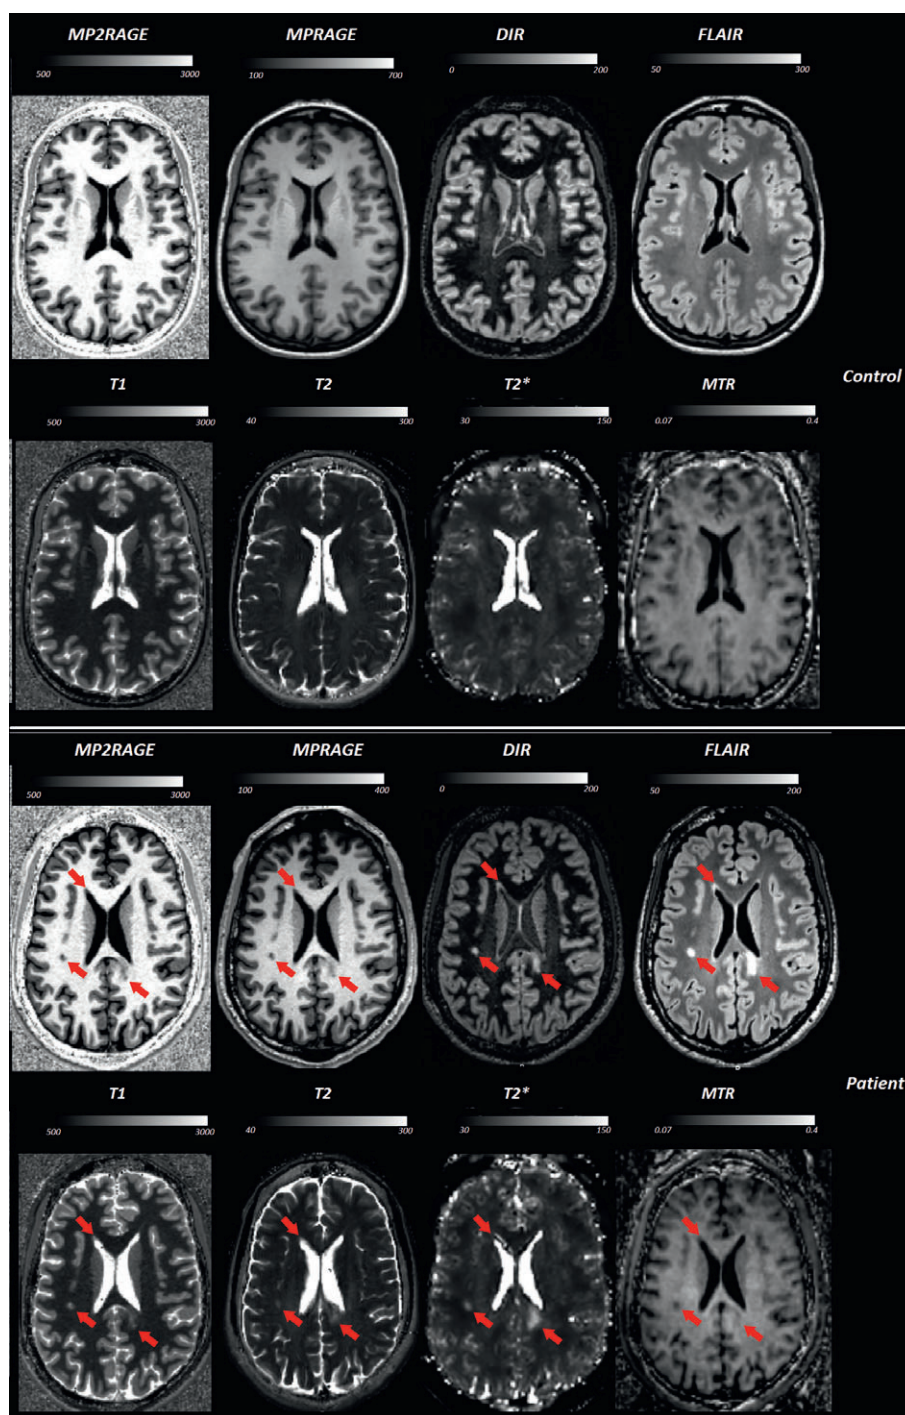 MP2RAGE MPRAGE DIR FLAIR
500 3000 100 700 0 200 50 300
Control
T1 T2 T2* MTR
500 3000 40 300 30 150 0.07 0.4
MP2RAGE MPRAGE DIR FLAIR
500 3000 100 400 0 200 50 200
Patient
T1 T2 T2* MTR
500 3000 40 300 30 150 0.07 0.4